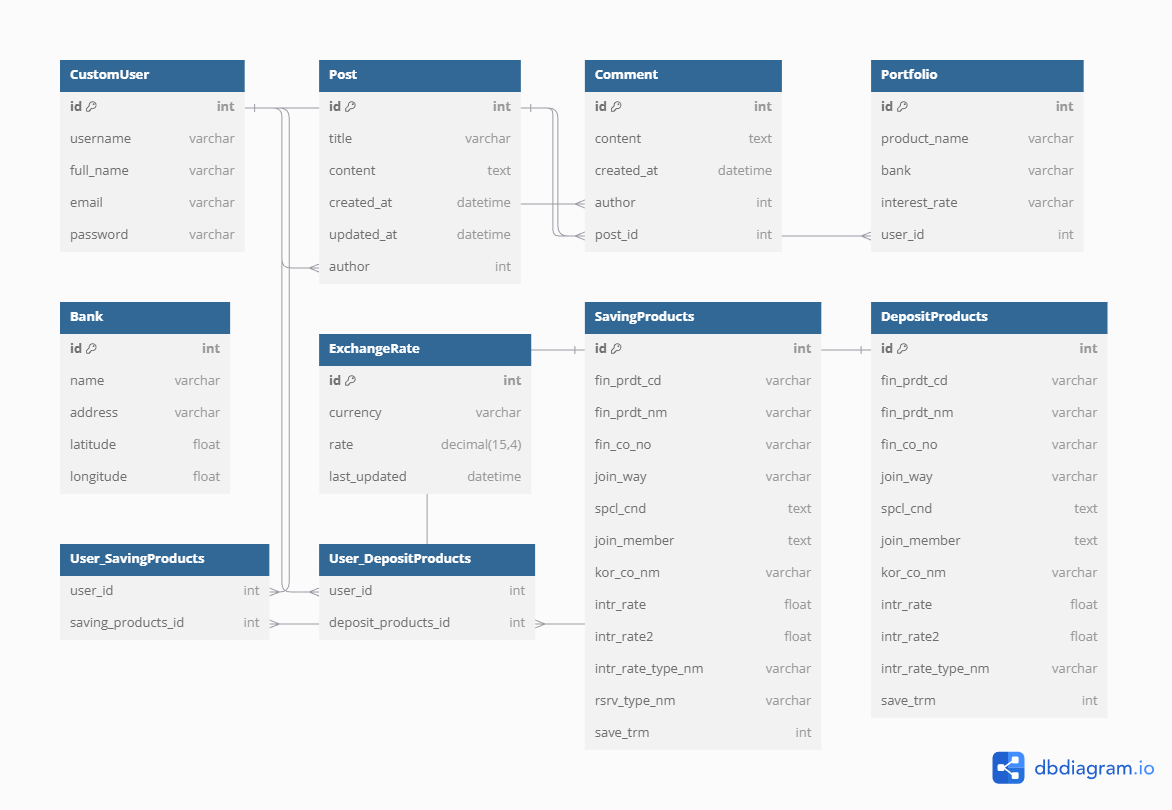 CustomUser
id int
username varchar
full_name varchar
email varchar
password varchar
Post
id int
title varchar
content text
created_at datetime
updated_at datetime
author int
Comment
id int
content text
created_at datetime
author int
post_id int
Portfolio
id int
product_name varchar
bank varchar
interest_rate varchar
user_id int
Bank
id int
name varchar
address varchar
latitude float
longitude float
ExchangeRate
id int
currency varchar
rate decimal(15,4)
last_updated datetime
SavingProducts
id int
fin_prdt_cd varchar
fin_prdt_nm varchar
fin_co_no varchar
join_way varchar
spcl_cnd text
join_member text
kor_co_nm varchar
intr_rate float
intr_rate2 float
intr_rate_type_nm varchar
rsrv_type_nm varchar
save_trm int
DepositProducts
id int
fin_prdt_cd varchar
fin_prdt_nm varchar
fin_co_no varchar
join_way varchar
spcl_cnd text
join_member text
kor_co_nm varchar
intr_rate float
intr_rate2 float
intr_rate_type_nm varchar
save_trm int
User_SavingProducts
user_id int
saving_products_id int
User_DepositProducts
user_id int
deposit_products_id int
dbdiagram.io